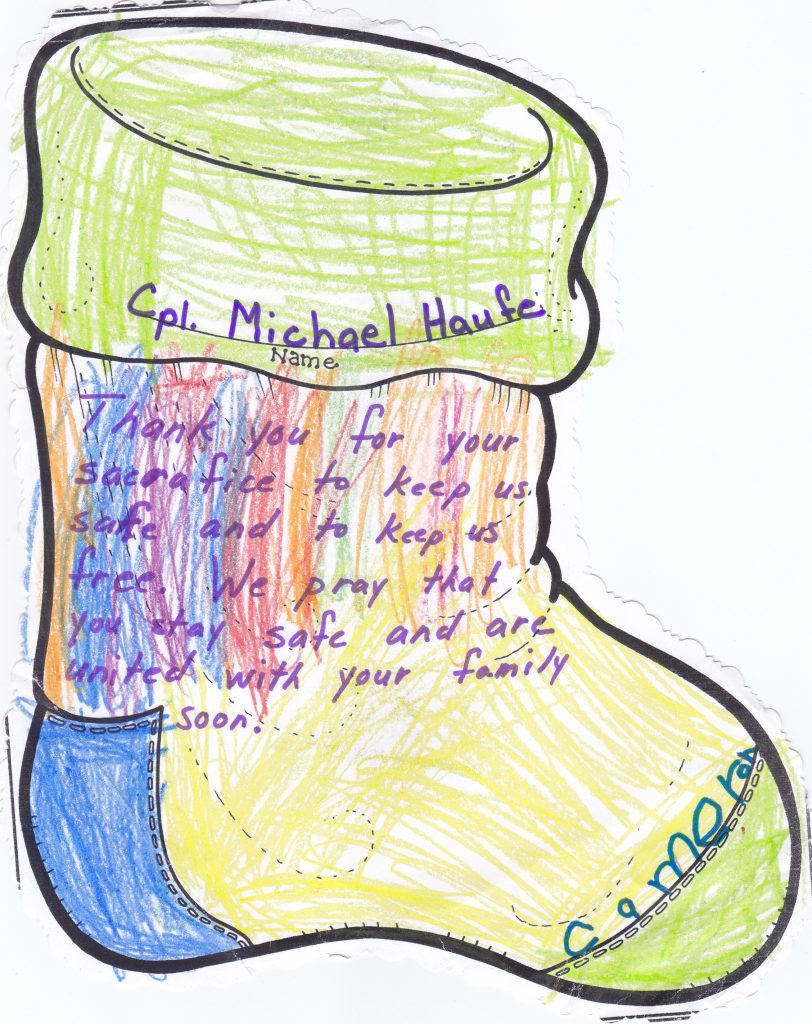 Cpl. Michael Haufe
Name
Thank you for your
sacrafice to keep us
safe and to keep us
free. We pray that
you stay safe and are
united with your family
soon.